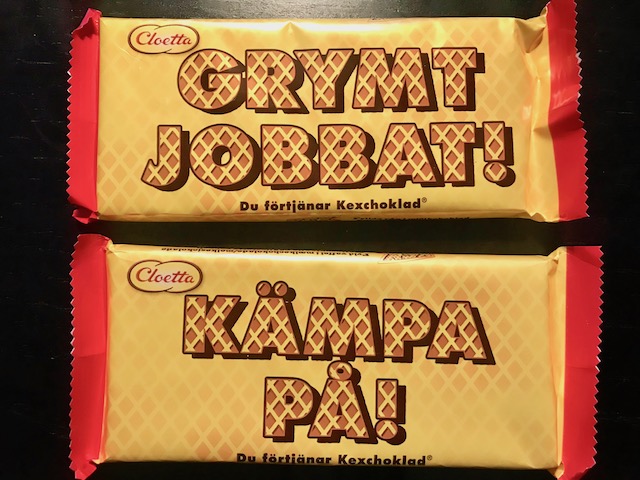 Cloetta
GRYMT
JOBBAT!
Du förtjänar Kexchoklad®
Cloetta
KÄMPA
PÅ!
Du förtjänar Kexchoklad®